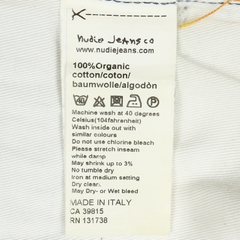 nudie Jeans co
www.nudiejeans.com
100%Organic
cotton/coton/
baumwolle/algodón
Machine wash at 40 degrees
Celsius(104fahrenheit)
Wash inside out with
similar colours
Do not use chlorine bleach
Please stretch inseam
while damp
May shrink up to 3%
No tumble dry
Iron at medium setting
Dry clean.
May Dry- or Wet bleed
MADE IN ITALY
CA 39815
RN 131738